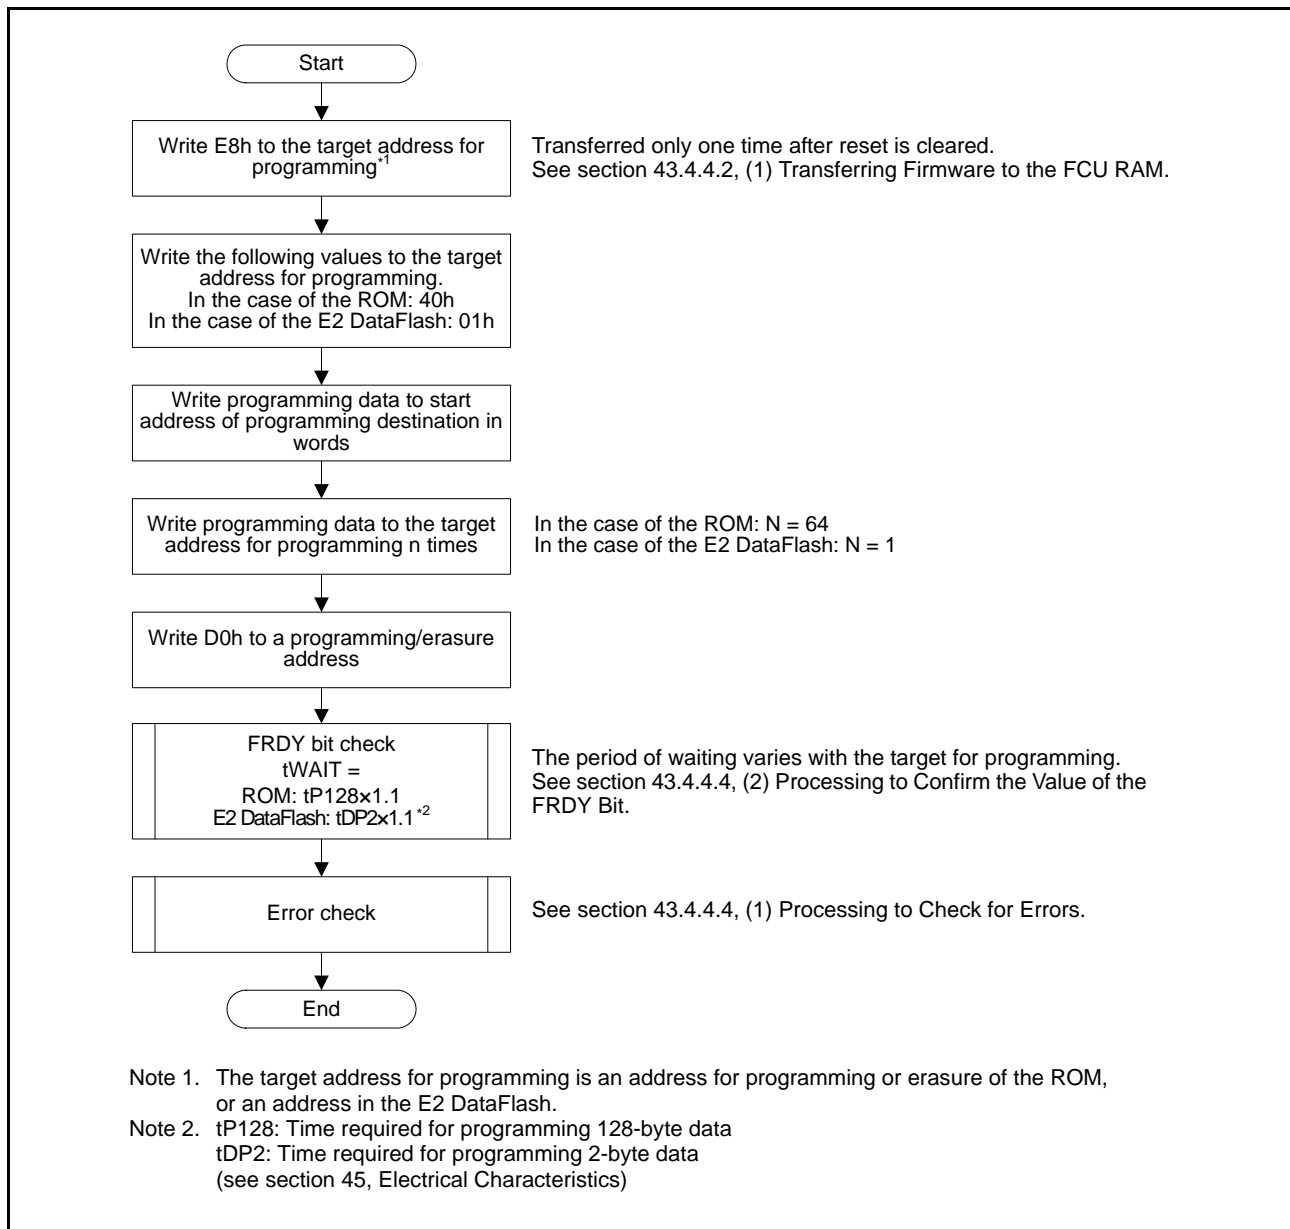 Start
Write E8h to the target address for
programming*1
Transferred only one time after reset is cleared.
See section 43.4.4.2, (1) Transferring Firmware to the FCU RAM.
Write the following values to the target
address for programming.
In the case of the ROM: 40h
In the case of the E2 DataFlash: 01h
Write programming data to start
address of programming destination in
words
Write programming data to the target
address for programming n times
In the case of the ROM: N = 64
In the case of the E2 DataFlash: N = 1
Write D0h to a programming/erasure
address
FRDY bit check
tWAIT =
ROM: tP128×1.1
E2 DataFlash: tDP2×1.1*2
The period of waiting varies with the target for programming.
See section 43.4.4.4, (2) Processing to Confirm the Value of the
FRDY Bit.
Error check
See section 43.4.4.4, (1) Processing to Check for Errors.
End
Note 1. The target address for programming is an address for programming or erasure of the ROM,
or an address in the E2 DataFlash.
Note 2. tP128: Time required for programming 128-byte data
tDP2: Time required for programming 2-byte data
(see section 45, Electrical Characteristics)